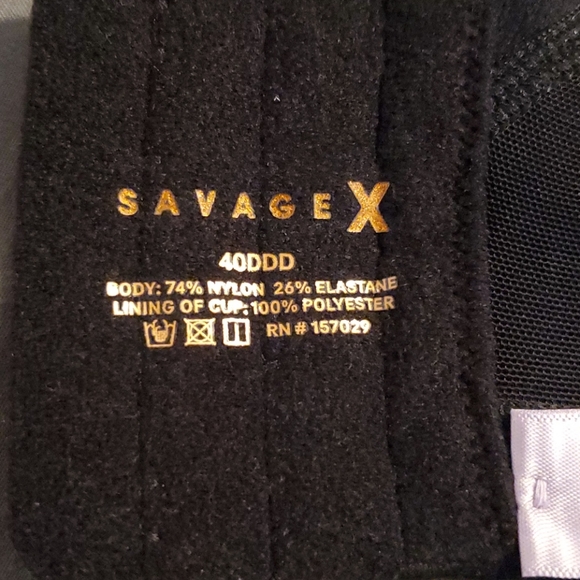 SAVAGE X
40DDD
BODY: 74% NYLON 26% ELASTANE
LINING OF CUP: 100% POLYESTER
RN # 157029